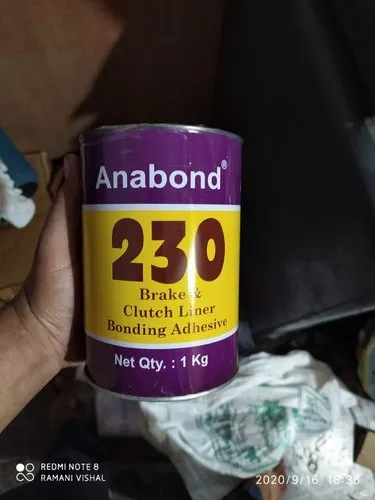 Anabond®
230
Brake &
Clutch Liner
Bonding Adhesive
Net Qty. : 1 Kg
REDMI NOTE 8
RAMANI VISHAL
2020/9/16 18:38